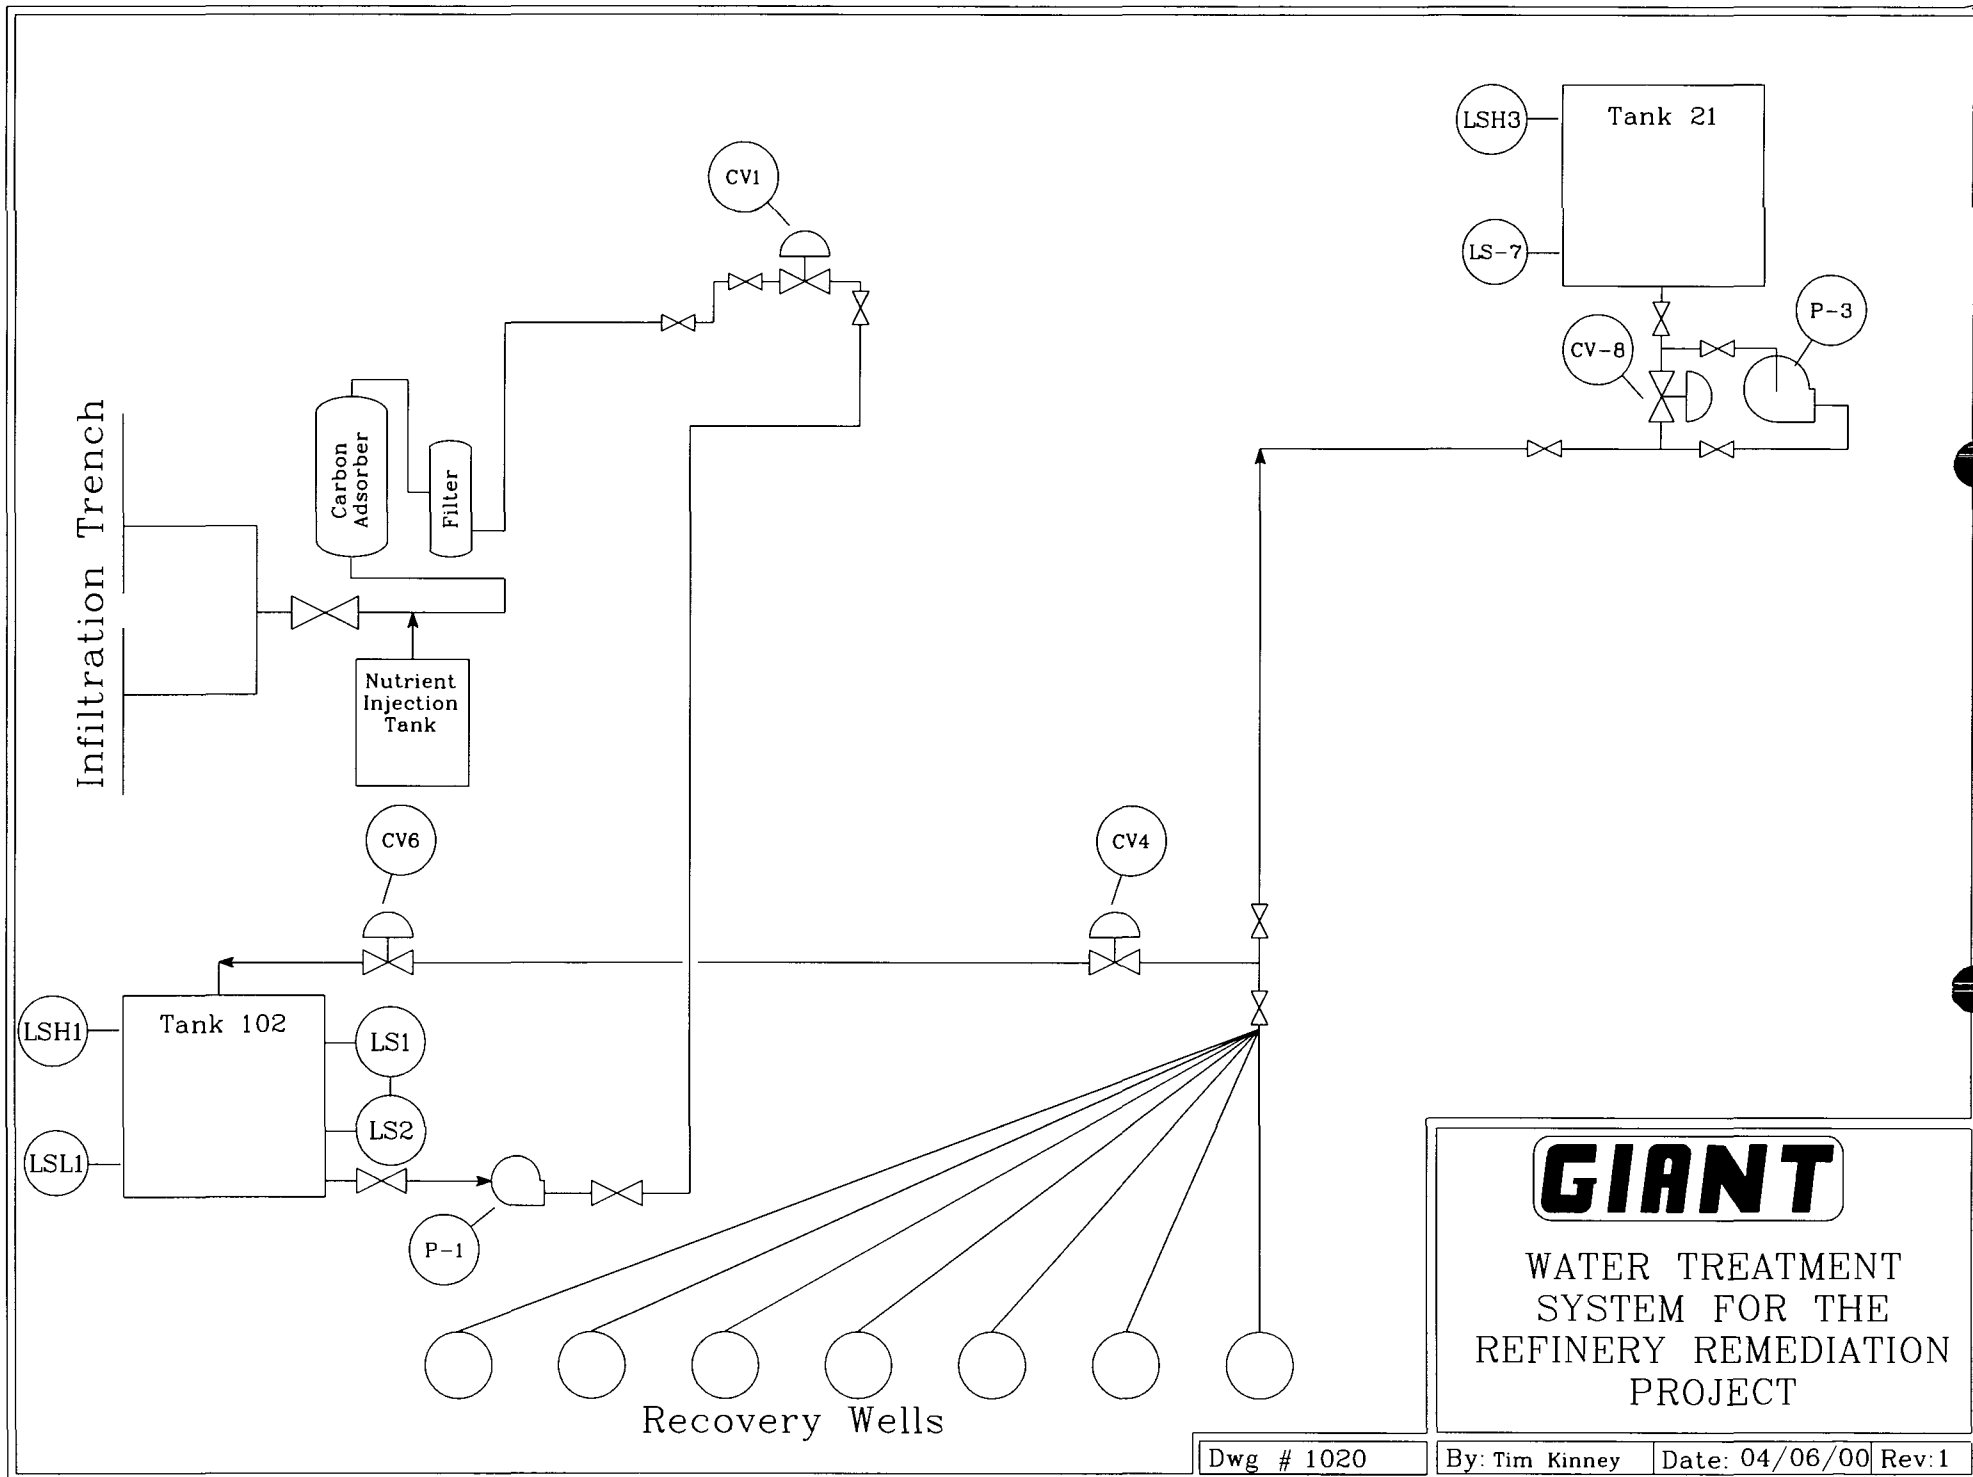 LSH3
Tank 21
CV1
LS-7
P-3
CV-8
Infiltration Trench
Carbon
Adsorber
Filter
Nutrient
Injection
Tank
CV6
CV4
LSH1
Tank 102
LS1
LS2
LSL1
P-1
Recovery Wells
GIANT
WATER TREATMENT
SYSTEM FOR THE
REFINERY REMEDIATION
PROJECT
Dwg # 1020
By: Tim Kinney
Date: 04/06/00
Rev:1